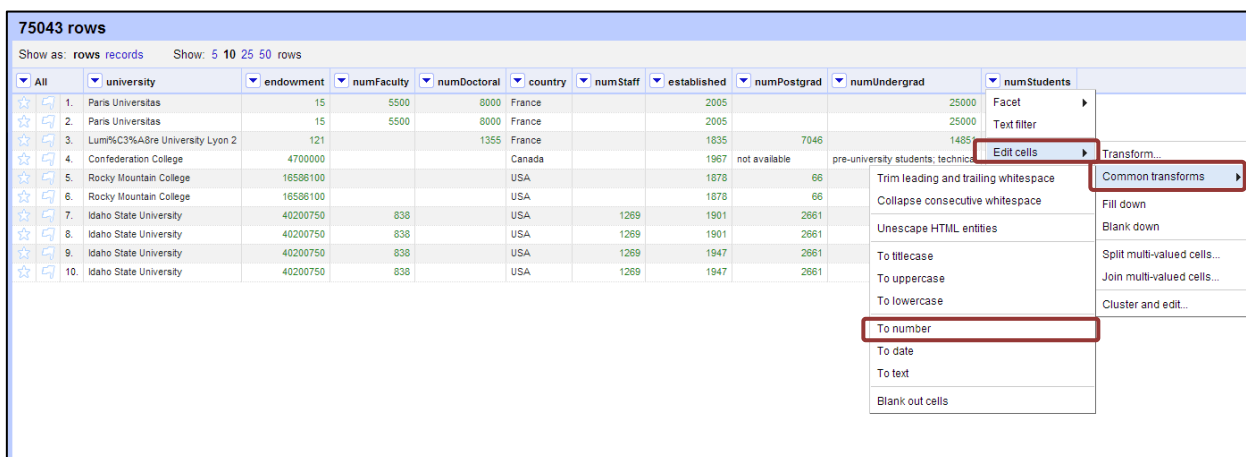 75043 rows
Show as: rows records Show: 5 10 25 50 rows
All university endowment numFaculty numDoctoral country numStaff established numPostgrad numUndergrad numStudents
1. Paris Universitas 15 5500 8000 France 2005 25000
2. Paris Universitas 15 5500 8000 France 2005 25000
3. Lumi%C3%A8re University Lyon 2 121 1355 France 1835 7046 14851
4. Confederation College 4700000 Canada 1967 not available pre-university students; technica
5. Rocky Mountain College 16586100 USA 1878 66
6. Rocky Mountain College 16586100 USA 1878 66
7. Idaho State University 40200750 838 USA 1269 1901 2661
8. Idaho State University 40200750 838 USA 1269 1901 2661
9. Idaho State University 40200750 838 USA 1269 1947 2661
10. Idaho State University 40200750 838 USA 1269 1947 2661
Facet
Text filter
Edit cells
Transform...
Common transforms
Fill down
Blank down
Split multi-valued cells...
Join multi-valued cells...
Cluster and edit...
Trim leading and trailing whitespace
Collapse consecutive whitespace
Unescape HTML entities
To titlecase
To uppercase
To lowercase
To number
To date
To text
Blank out cells